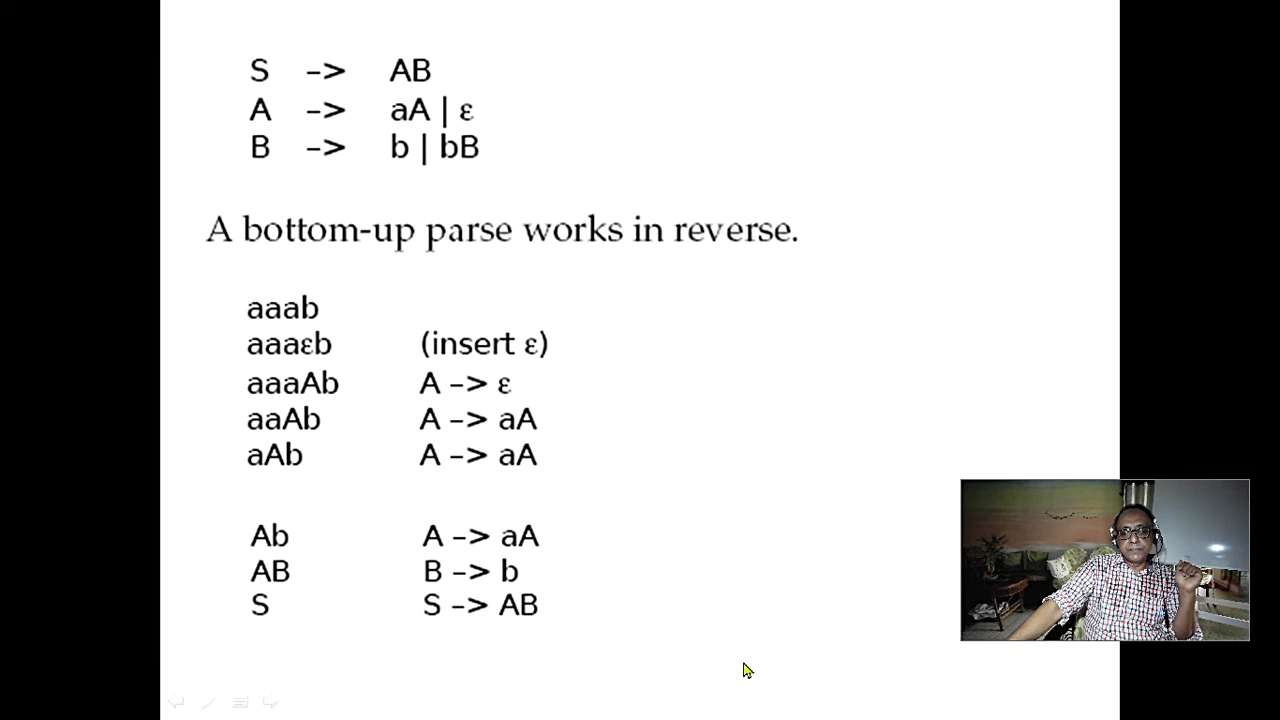 S –> AB
A –> aA | ε
B –> b | bB
A bottom-up parse works in reverse.
aaab
aaaεb (insert ε)
aaaAb A –> ε
aaAb A –> aA
aAb A –> aA
Ab A –> aA
AB B –> b
S S –> AB